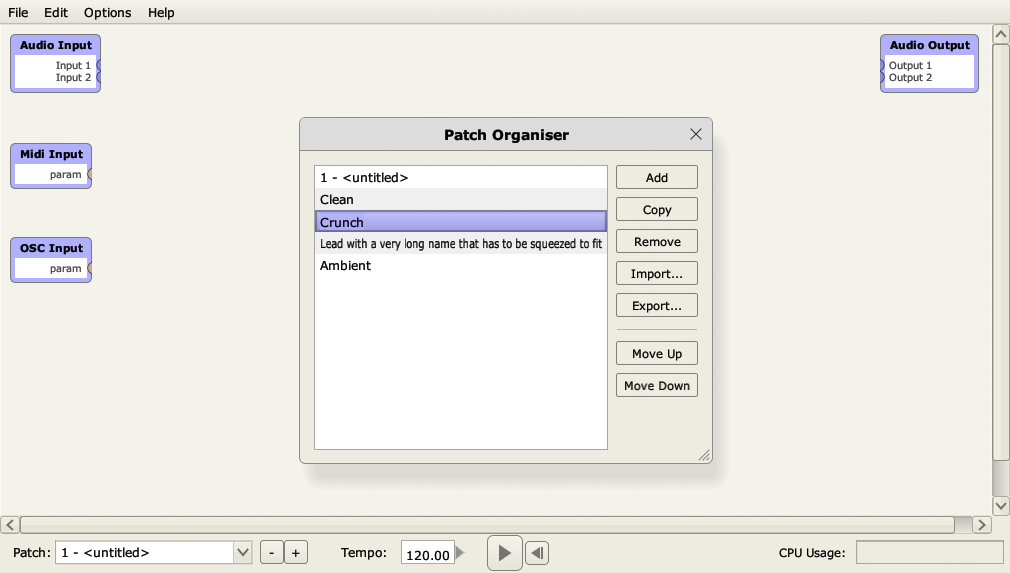 File Edit Options Help
Audio Input
Input 1
Input 2
Audio Output
Output 1
Output 2
Midi Input
param
OSC Input
param
Patch Organiser
1 - <untitled>
Clean
Crunch
Lead with a very long name that has to be squeezed to fit
Ambient
Add
Copy
Remove
Import...
Export...
Move Up
Move Down
Patch: 1 - <untitled> - + Tempo: 120.00 CPU Usage: